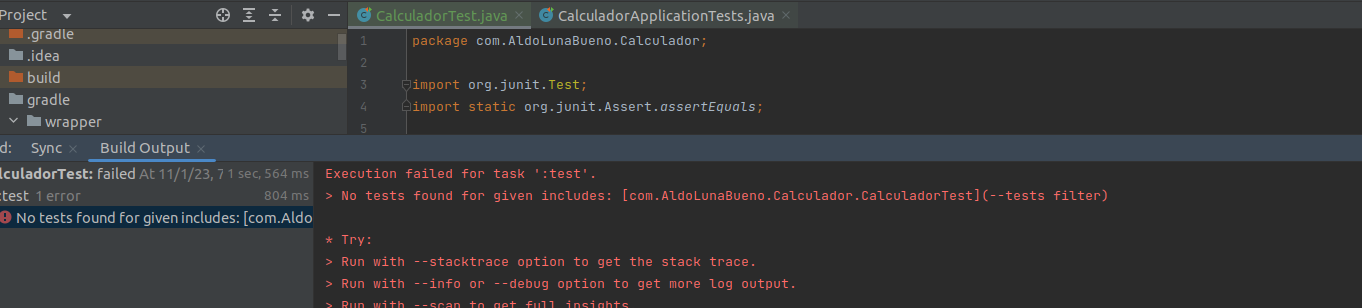 Project
.gradle
.idea
build
gradle
wrapper
CalculadorTest.java
CalculadorApplicationTests.java
1 package com.AldoLunaBueno.Calculador;
2
3 import org.junit.Test;
4 import static org.junit.Assert.assertEquals;
5
d: Sync Build Output
lculadorTest: failed At 11/1/23, 7 1 sec, 564 ms
:test 1 error 804 ms
No tests found for given includes: [com.Aldo
Execution failed for task ':test'.
> No tests found for given includes: [com.AldoLunaBueno.Calculador.CalculadorTest](--tests filter)
* Try:
> Run with --stacktrace option to get the stack trace.
> Run with --info or --debug option to get more log output.
> Run with --scan to get full insights